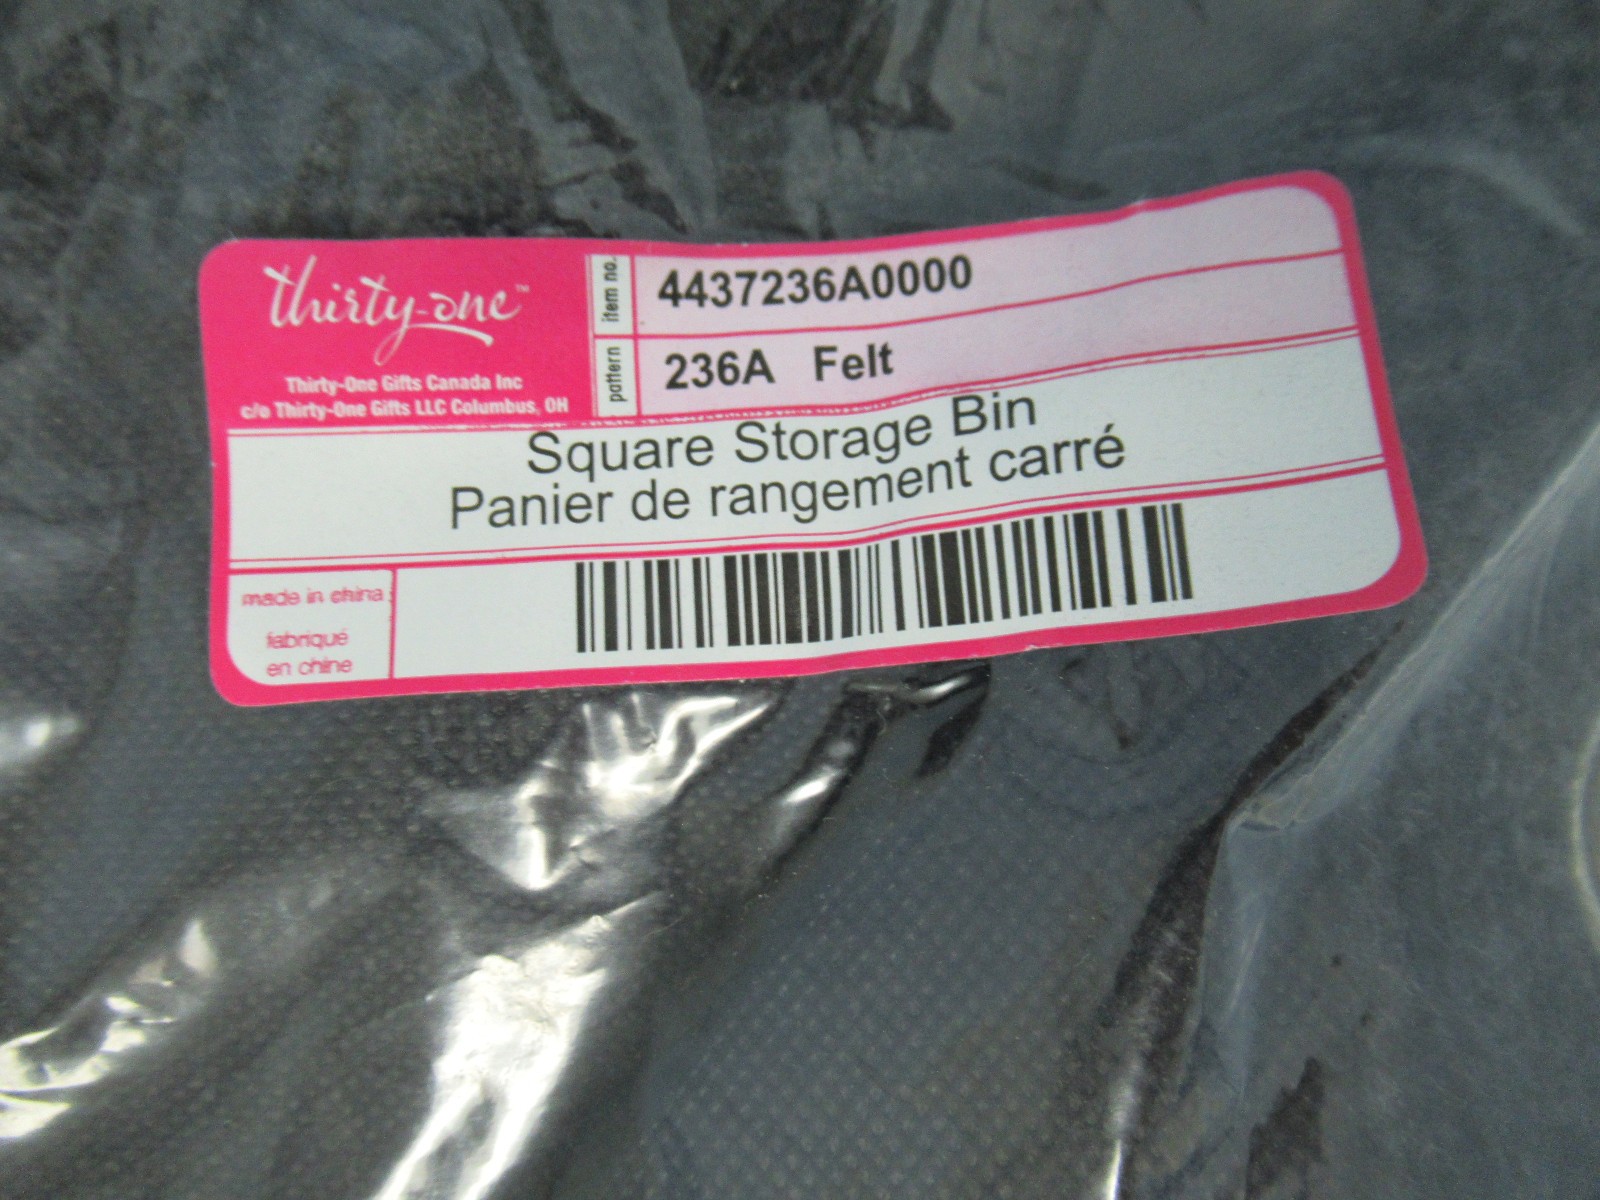 thirty-one™
Thirty-One Gifts Canada Inc
c/o Thirty-One Gifts LLC Columbus, OH
item no.
4437236A0000
pattern
236A Felt
Square Storage Bin
Panier de rangement carré
made in china
fabriqué
en chine